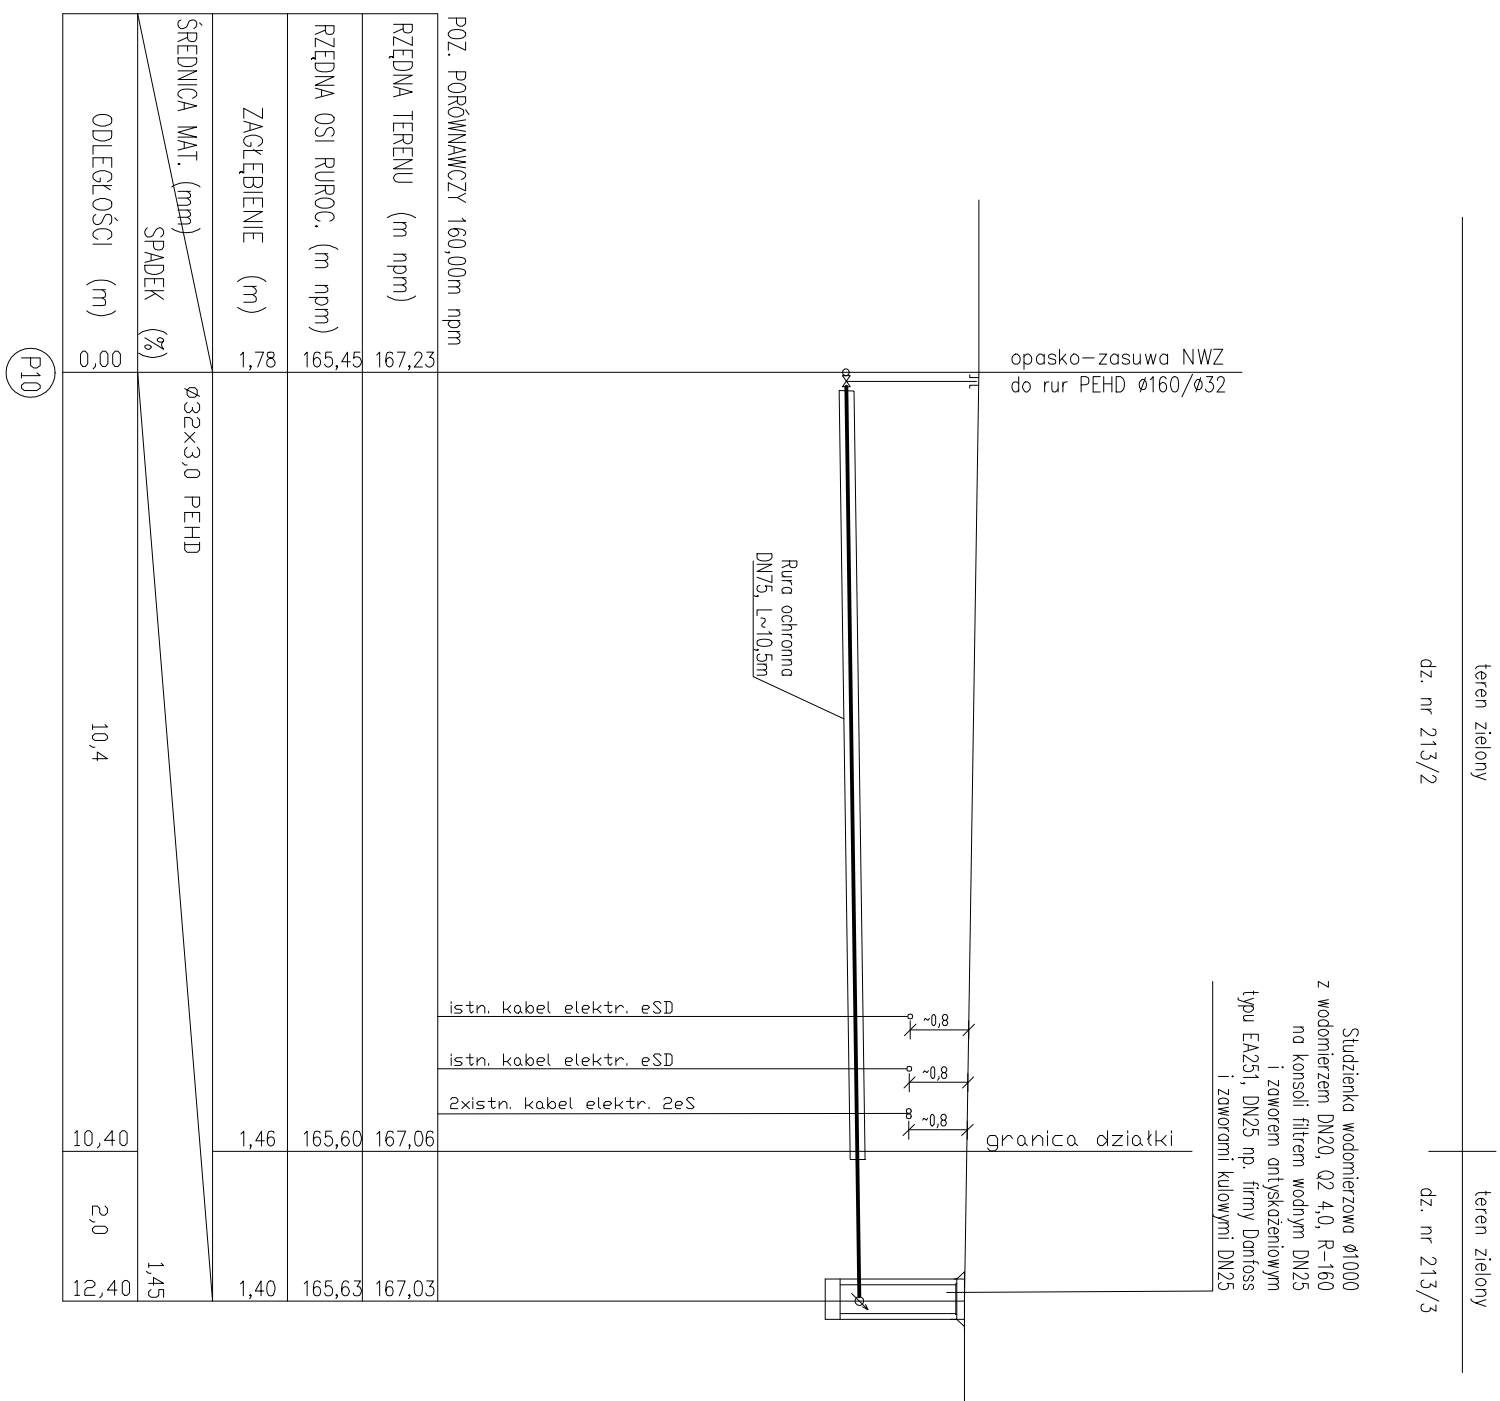 teren zielony
dz. nr 213/2
teren zielony
dz. nr 213/3
Studzienka wodomierzowa ø1000
z wodomierzem DN20, Q2 4,0, R-160
na konsoli filtrem wodnym DN25
i zaworem antyskażeniowym
typu EA251, DN25 np. firmy Danfoss
i zaworami kulowymi DN25
opasko-zasuwa NWZ
do rur PEHD ø160/ø32
granica działki
~0,8
~0,8
~0,8
Rura ochronna
DN75, L~10,5m
istn. kabel elektr. eSD
istn. kabel elektr. eSD
2xistn. kabel elektr. 2eS
POZ. PORÓWNAWCZY 160,00m npm
RZĘDNA TERENU (m npm) 167,23 167,06 167,03
RZĘDNA OSI RUROC. (m npm) 165,45 165,60 165,63
ZAGŁĘBIENIE (m) 1,78 1,46 1,40
ŚREDNICA MAT. (mm) ø32x3,0 PEHD
SPADEK (%) 1,45
ODLEGŁOŚCI (m) 0,00 10,4 10,40 2,0 12,40
P10